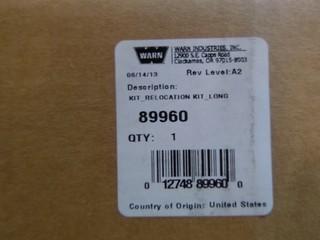 WARN
WARN INDUSTRIES, INC.
12900 S.E. Capps Road
Clackamas, OR 97015-8903
06/14/13 Rev Level:A2
Description:
KIT_RELOCATION KIT_LONG
89960
QTY: 1
0 12748 89960 0
Country of Origin: United States